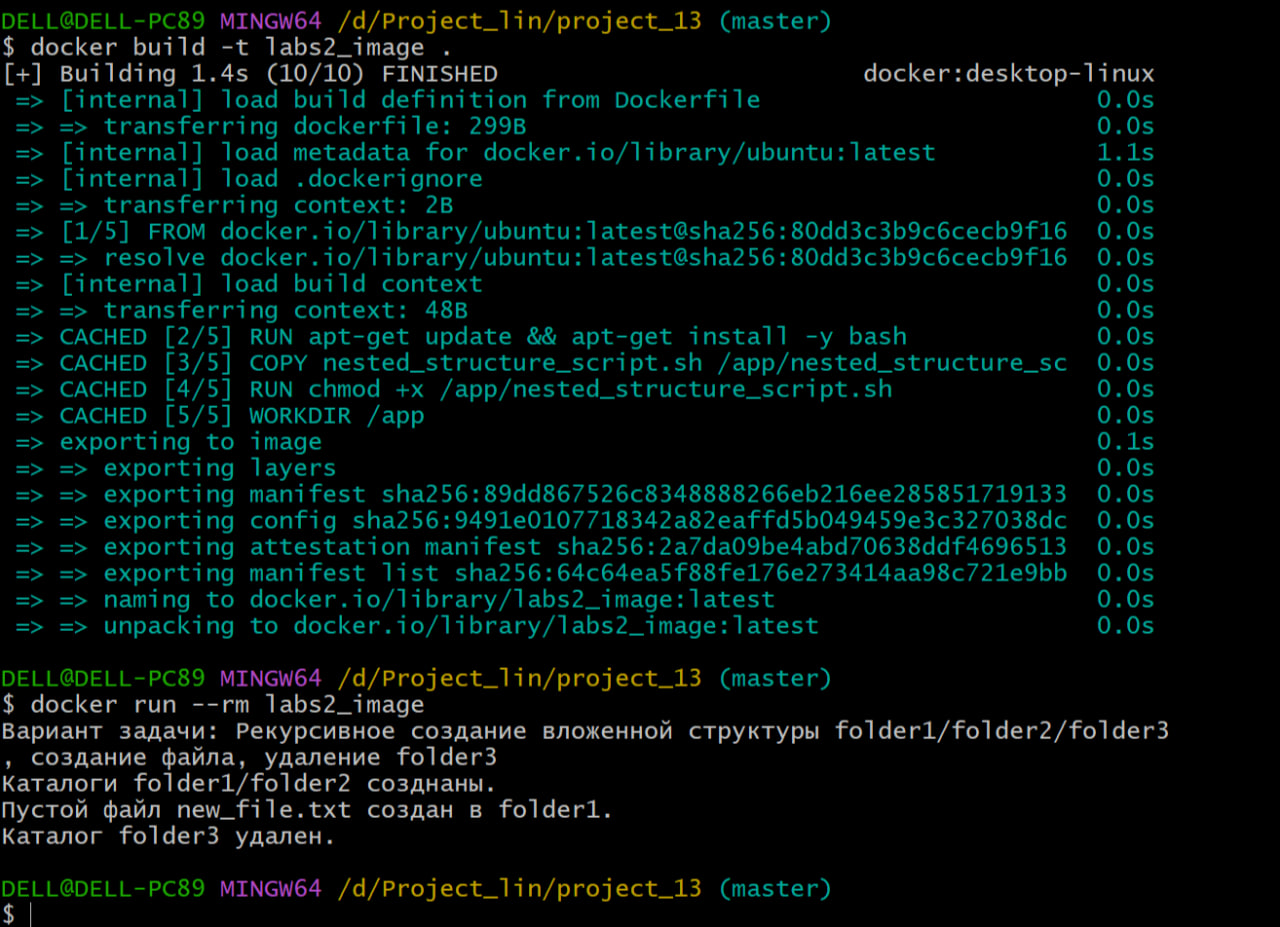 DELL@DELL-PC89 MINGW64 /d/Project_lin/project_13 (master)
$ docker build -t labs2_image .
[+] Building 1.4s (10/10) FINISHED docker:desktop-linux
=> [internal] load build definition from Dockerfile 0.0s
=> => transferring dockerfile: 299B 0.0s
=> [internal] load metadata for docker.io/library/ubuntu:latest 1.1s
=> [internal] load .dockerignore 0.0s
=> => transferring context: 2B 0.0s
=> [1/5] FROM docker.io/library/ubuntu:latest@sha256:80dd3c3b9c6cecb9f16 0.0s
=> => resolve docker.io/library/ubuntu:latest@sha256:80dd3c3b9c6cecb9f16 0.0s
=> [internal] load build context 0.0s
=> => transferring context: 48B 0.0s
=> CACHED [2/5] RUN apt-get update && apt-get install -y bash 0.0s
=> CACHED [3/5] COPY nested_structure_script.sh /app/nested_structure_sc 0.0s
=> CACHED [4/5] RUN chmod +x /app/nested_structure_script.sh 0.0s
=> CACHED [5/5] WORKDIR /app 0.0s
=> exporting to image 0.1s
=> => exporting layers 0.0s
=> => exporting manifest sha256:89dd867526c8348888266eb216ee285851719133 0.0s
=> => exporting config sha256:9491e0107718342a82eaffd5b049459e3c327038dc 0.0s
=> => exporting attestation manifest sha256:2a7da09be4abd70638ddf4696513 0.0s
=> => exporting manifest list sha256:64c64ea5f88fe176e273414aa98c721e9bb 0.0s
=> => naming to docker.io/library/labs2_image:latest 0.0s
=> => unpacking to docker.io/library/labs2_image:latest 0.0s
DELL@DELL-PC89 MINGW64 /d/Project_lin/project_13 (master)
$ docker run --rm labs2_image
Вариант задачи: Рекурсивное создание вложенной структуры folder1/folder2/folder3
, создание файла, удаление folder3
Каталоги folder1/folder2 созднаны.
Пустой файл new_file.txt создан в folder1.
Каталог folder3 удален.
DELL@DELL-PC89 MINGW64 /d/Project_lin/project_13 (master)
$